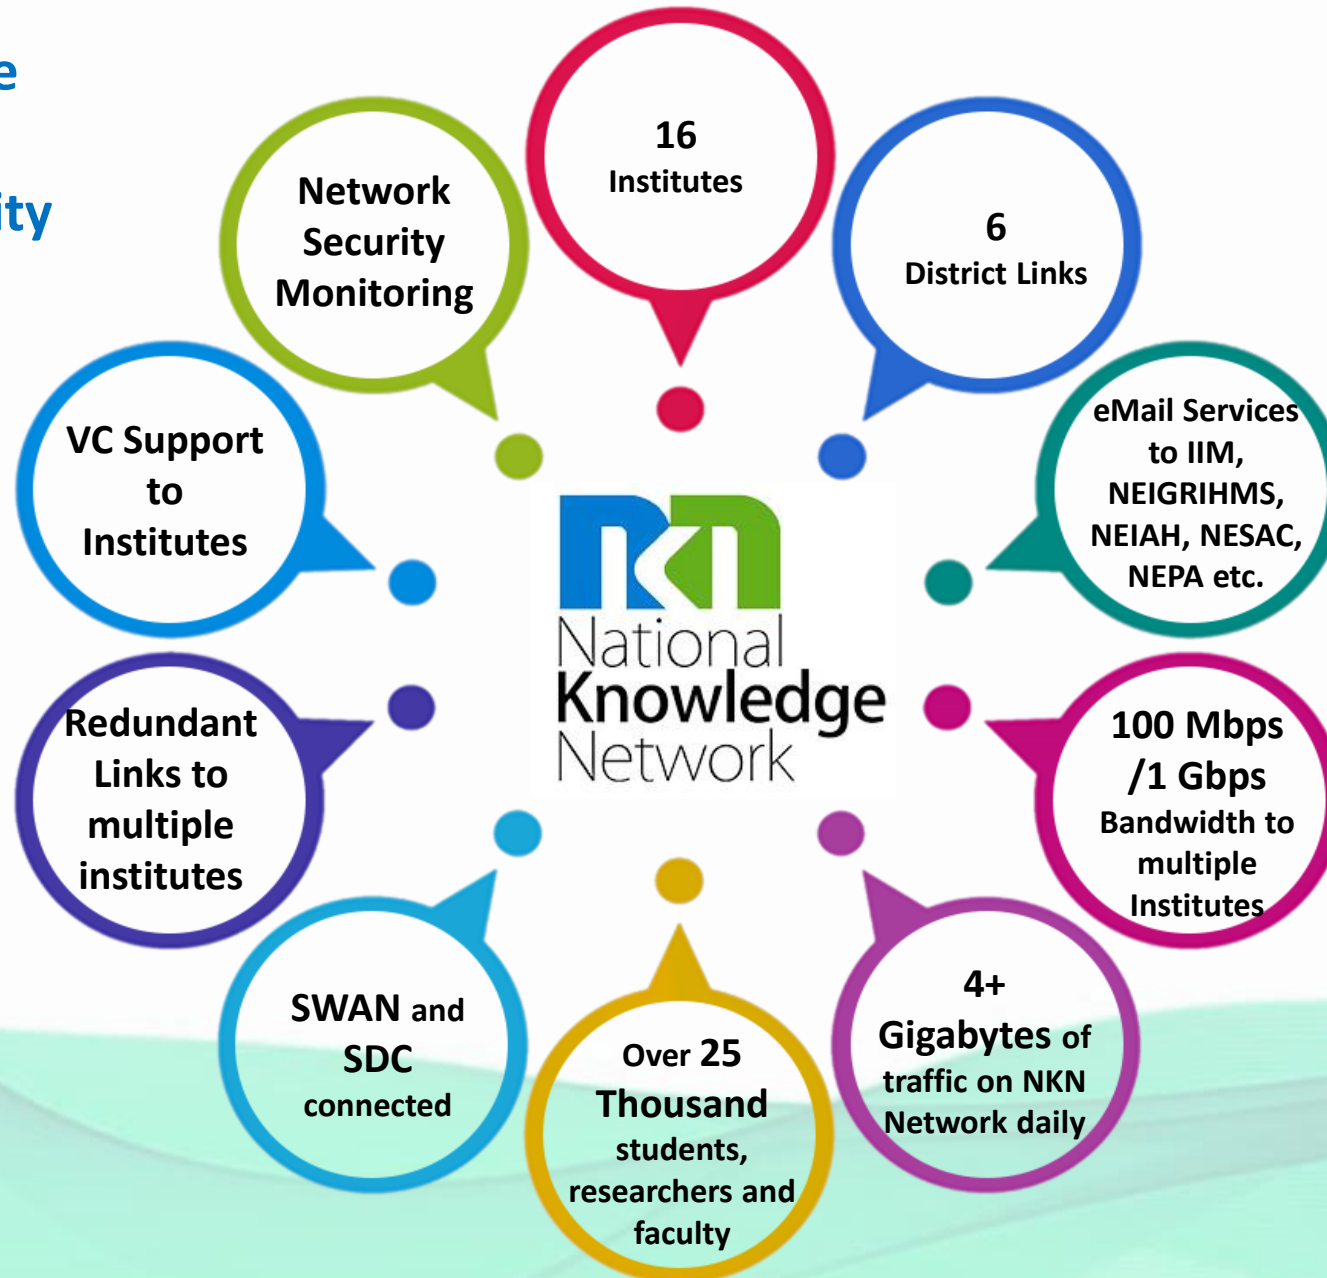 e
ity
16
Institutes
6
District Links
eMail Services
to IIM,
NEIGRIHMS,
NEIAH, NESAC,
NEPA etc.
100 Mbps
/1 Gbps
Bandwidth to
multiple
Institutes
4+
Gigabytes of
traffic on NKN
Network daily
Over 25
Thousand
students,
researchers and
faculty
SWAN and
SDC
connected
Redundant
Links to
multiple
institutes
VC Support
to
Institutes
Network
Security
Monitoring
National
Knowledge
Network